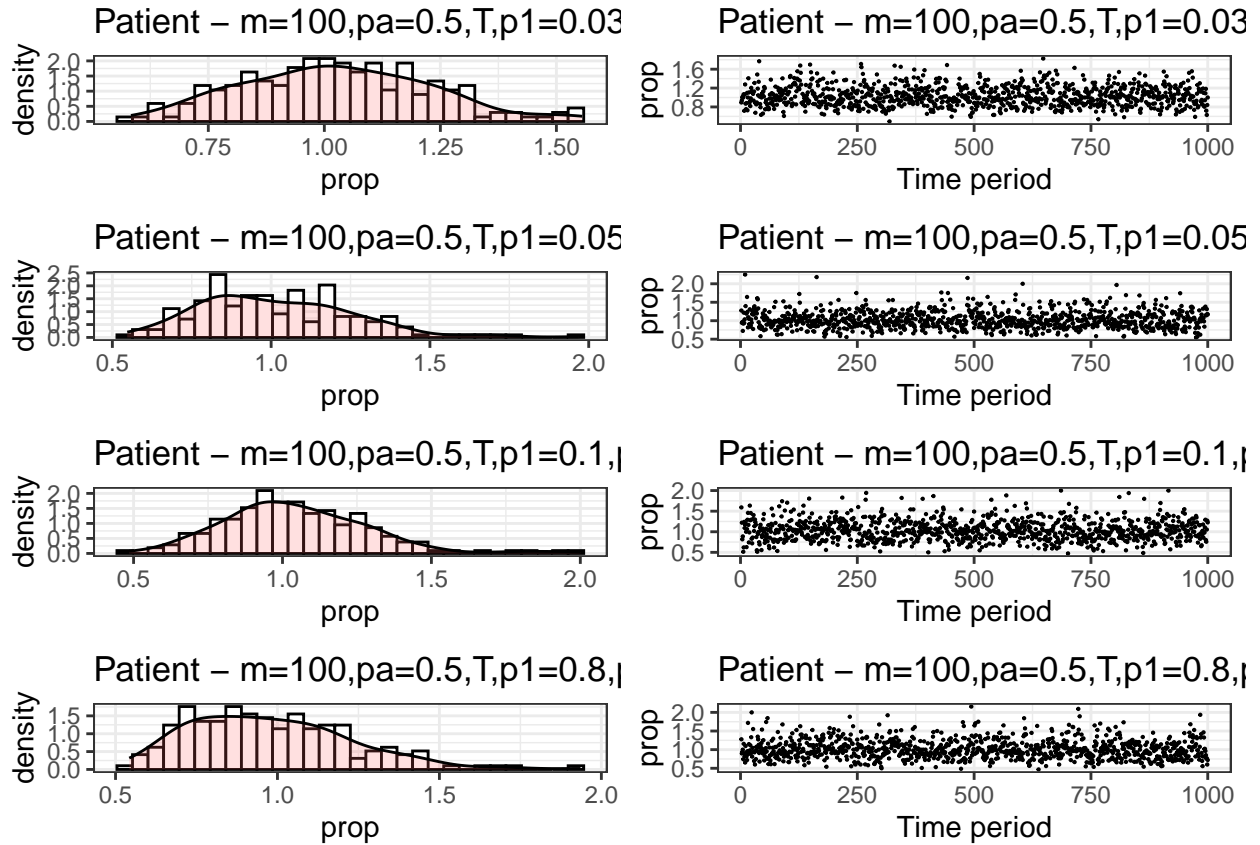 Patient – m=100,pa=0.5,T,p1=0.03
density
2.0
1.5
1.0
0.5
0.0
0.75 1.00 1.25 1.50
prop
Patient – m=100,pa=0.5,T,p1=0.03
prop
1.6
1.2
0.8
0 250 500 750 1000
Time period
Patient – m=100,pa=0.5,T,p1=0.05
density
2.5
2.0
1.5
1.0
0.5
0.0
0.5 1.0 1.5 2.0
prop
Patient – m=100,pa=0.5,T,p1=0.05
prop
2.0
1.5
1.0
0.5
0 250 500 750 1000
Time period
Patient – m=100,pa=0.5,T,p1=0.1,p
density
2.0
1.5
1.0
0.5
0.0
0.5 1.0 1.5 2.0
prop
Patient – m=100,pa=0.5,T,p1=0.1,p
prop
2.0
1.5
1.0
0.5
0 250 500 750 1000
Time period
Patient – m=100,pa=0.5,T,p1=0.8,p
density
1.5
1.0
0.5
0.0
0.5 1.0 1.5 2.0
prop
Patient – m=100,pa=0.5,T,p1=0.8,p
prop
2.0
1.5
1.0
0.5
0 250 500 750 1000
Time period